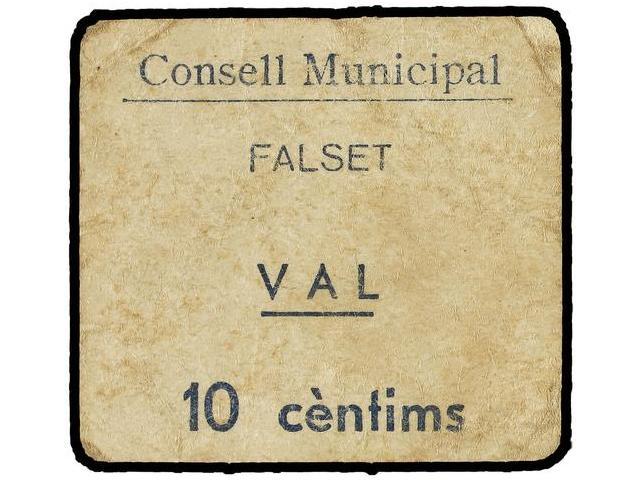 Consell Municipal
FALSET
VAL
10 cèntims